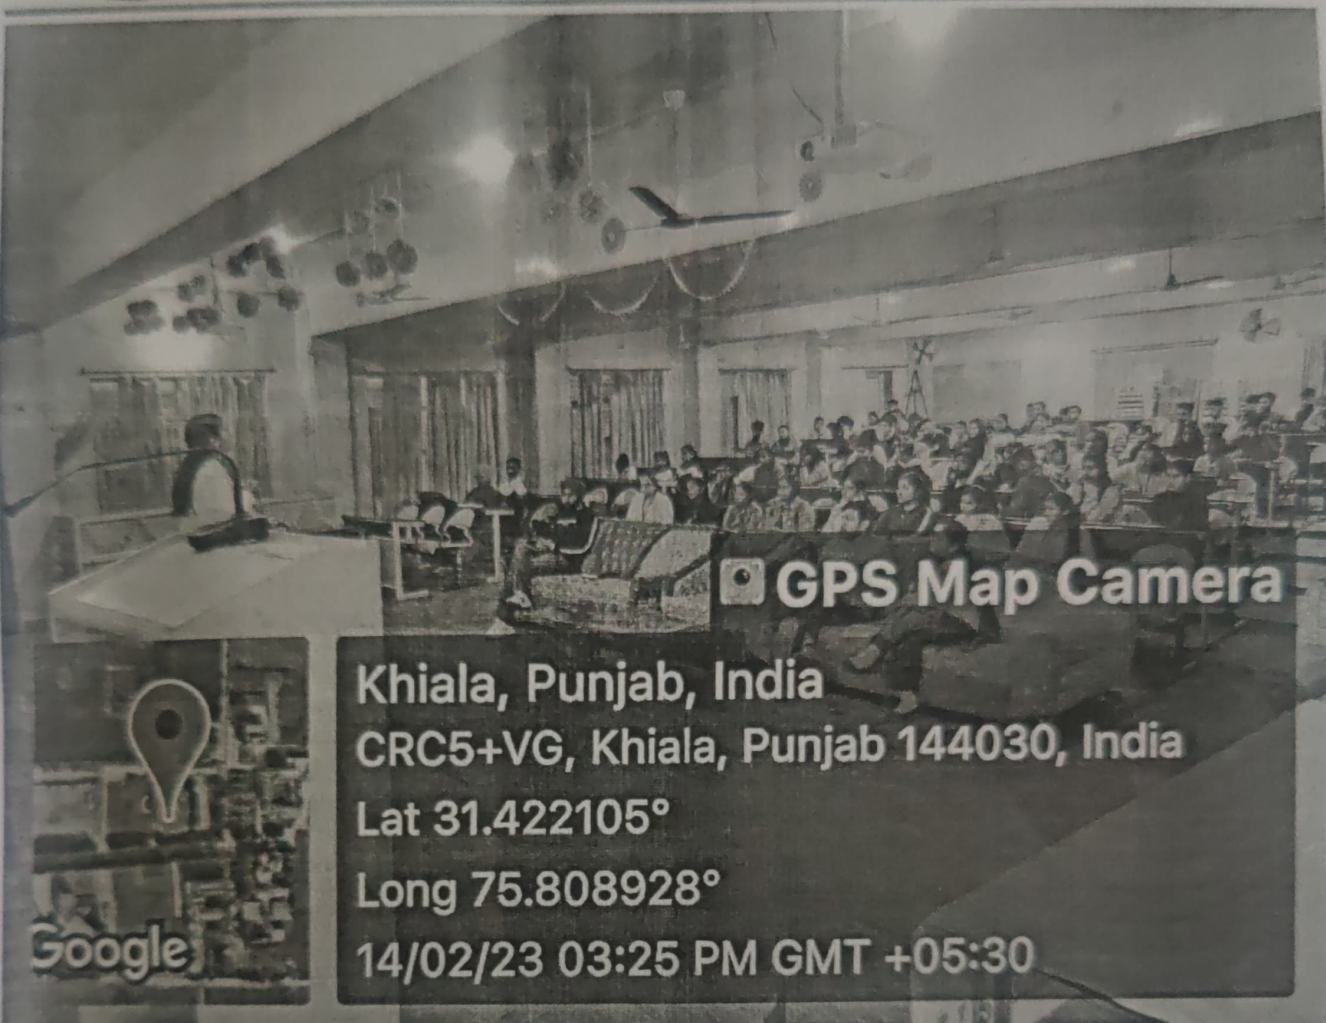 GPS Map Camera
Khiala, Punjab, India
CRC5+VG, Khiala, Punjab 144030, India
Lat 31.422105°
Long 75.808928°
14/02/23 03:25 PM GMT +05:30
Google